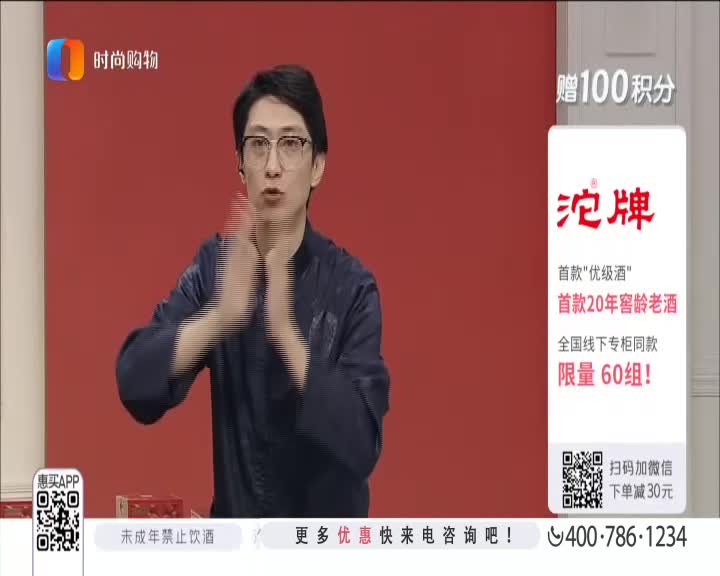 时尚购物
赠100积分
沱牌®
首款"优级酒"
首款20年窖龄老酒
全国线下专柜同款
限量 60组！
扫码加微信
下单减30元
惠买APP
未成年禁止饮酒
更多优惠快来电咨询吧！
400·786·1234